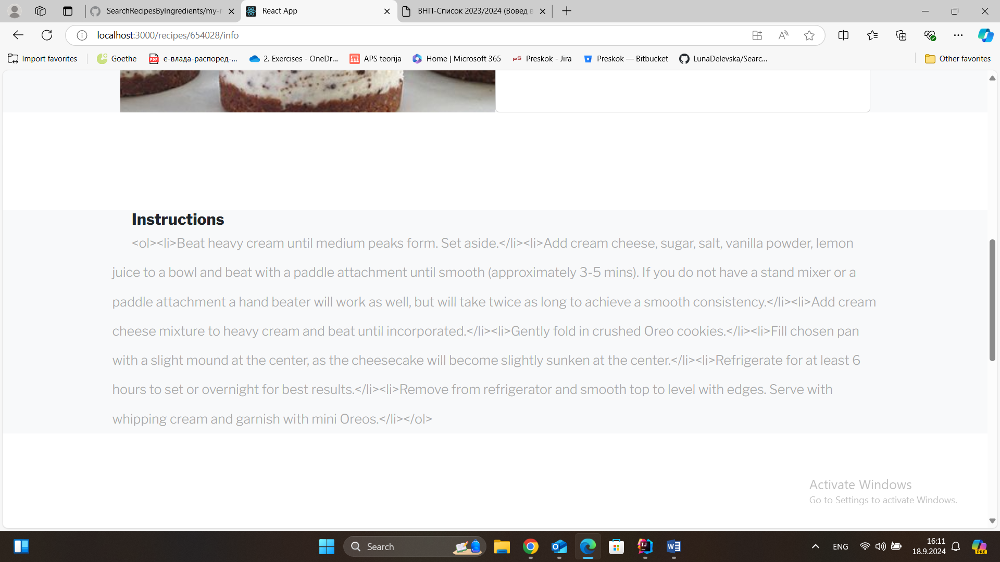 SearchRecipesByIngredients/my-r
React App
ВНП-Список 2023/2024 (Вовед в
localhost:3000/recipes/654028/info
Import favorites
Goethe
е-влада-распоред-...
2. Exercises - OneDr...
APS teorija
Home | Microsoft 365
Preskok - Jira
Preskok — Bitbucket
LunaDelevska/Searc...
Other favorites
Instructions
<ol><li>Beat heavy cream until medium peaks form. Set aside.</li><li>Add cream cheese, sugar, salt, vanilla powder, lemon
juice to a bowl and beat with a paddle attachment until smooth (approximately 3-5 mins). If you do not have a stand mixer or a
paddle attachment a hand beater will work as well, but will take twice as long to achieve a smooth consistency.</li><li>Add cream
cheese mixture to heavy cream and beat until incorporated.</li><li>Gently fold in crushed Oreo cookies.</li><li>Fill chosen pan
with a slight mound at the center, as the cheesecake will become slightly sunken at the center.</li><li>Refrigerate for at least 6
hours to set or overnight for best results.</li><li>Remove from refrigerator and smooth top to level with edges. Serve with
whipping cream and garnish with mini Oreos.</li></ol>
Activate Windows
Go to Settings to activate Windows.
Search
ENG
16:11
18.9.2024